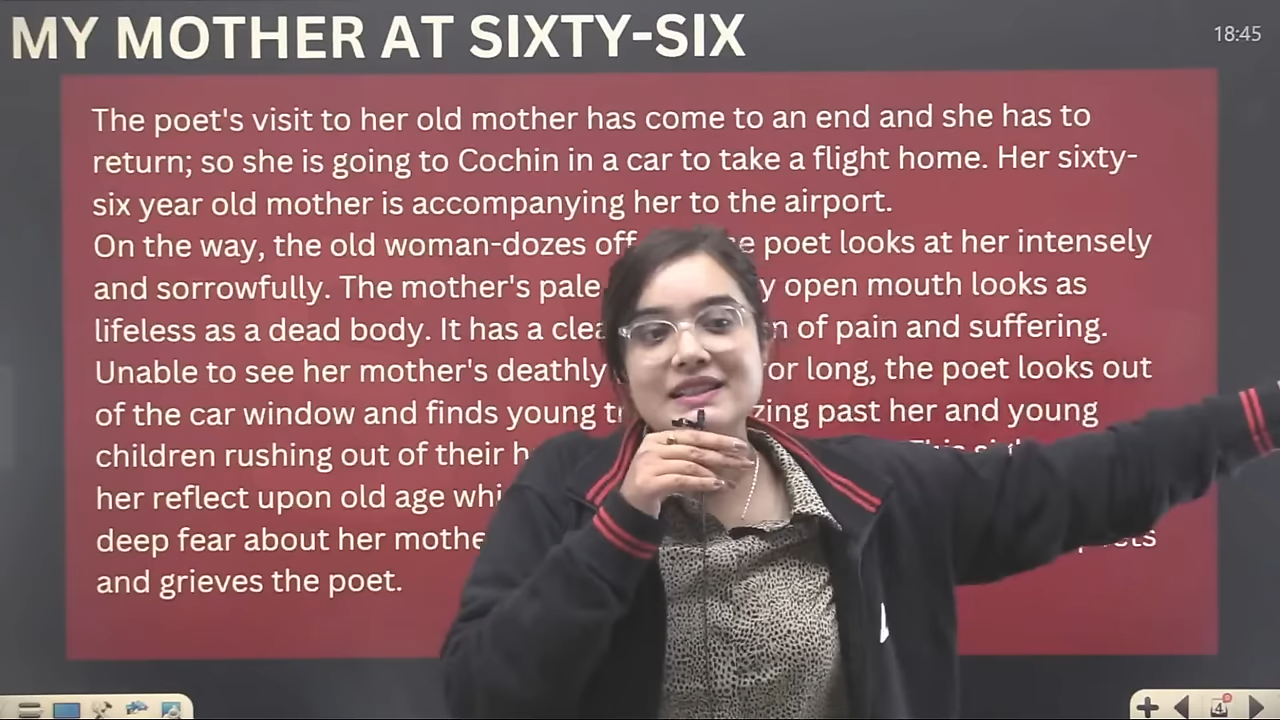 MY MOTHER AT SIXTY-SIX
18:45
The poet's visit to her old mother has come to an end and she has to
return; so she is going to Cochin in a car to take a flight home. Her sixty-
six year old mother is accompanying her to the airport.
On the way, the old woman-dozes off poet looks at her intensely
and sorrowfully. The mother's pale open mouth looks as
lifeless as a dead body. It has a of pain and suffering.
Unable to see her mother's deathly long, the poet looks out
of the car window and finds young past her and young
children rushing out of their
her reflect upon old age
deep fear about her
and grieves the poet.
4